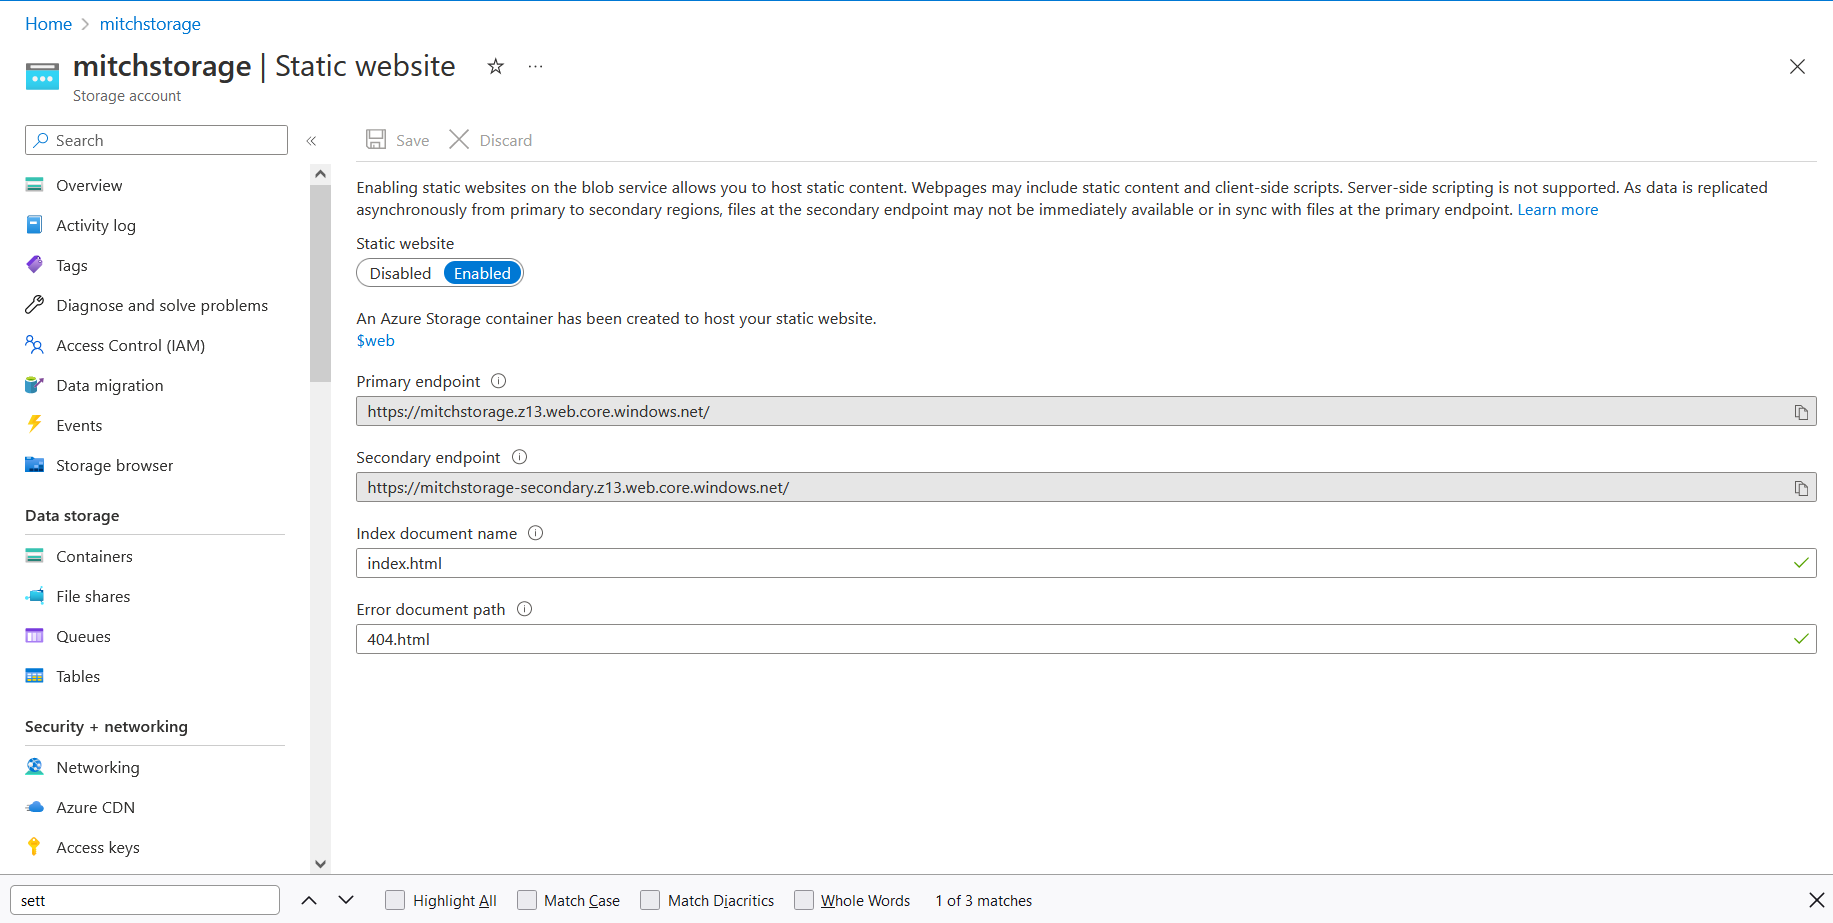 Home > mitchstorage
mitchstorage | Static website
Storage account
Search
Overview
Activity log
Tags
Diagnose and solve problems
Access Control (IAM)
Data migration
Events
Storage browser
Data storage
Containers
File shares
Queues
Tables
Security + networking
Networking
Azure CDN
Access keys
Save Discard
Enabling static websites on the blob service allows you to host static content. Webpages may include static content and client-side scripts. Server-side scripting is not supported. As data is replicated
asynchronously from primary to secondary regions, files at the secondary endpoint may not be immediately available or in sync with files at the primary endpoint. Learn more
Static website
Disabled Enabled
An Azure Storage container has been created to host your static website.
$web
Primary endpoint
https://mitchstorage.z13.web.core.windows.net/
Secondary endpoint
https://mitchstorage-secondary.z13.web.core.windows.net/
Index document name
index.html
Error document path
404.html
sett Highlight All Match Case Match Diacritics Whole Words 1 of 3 matches